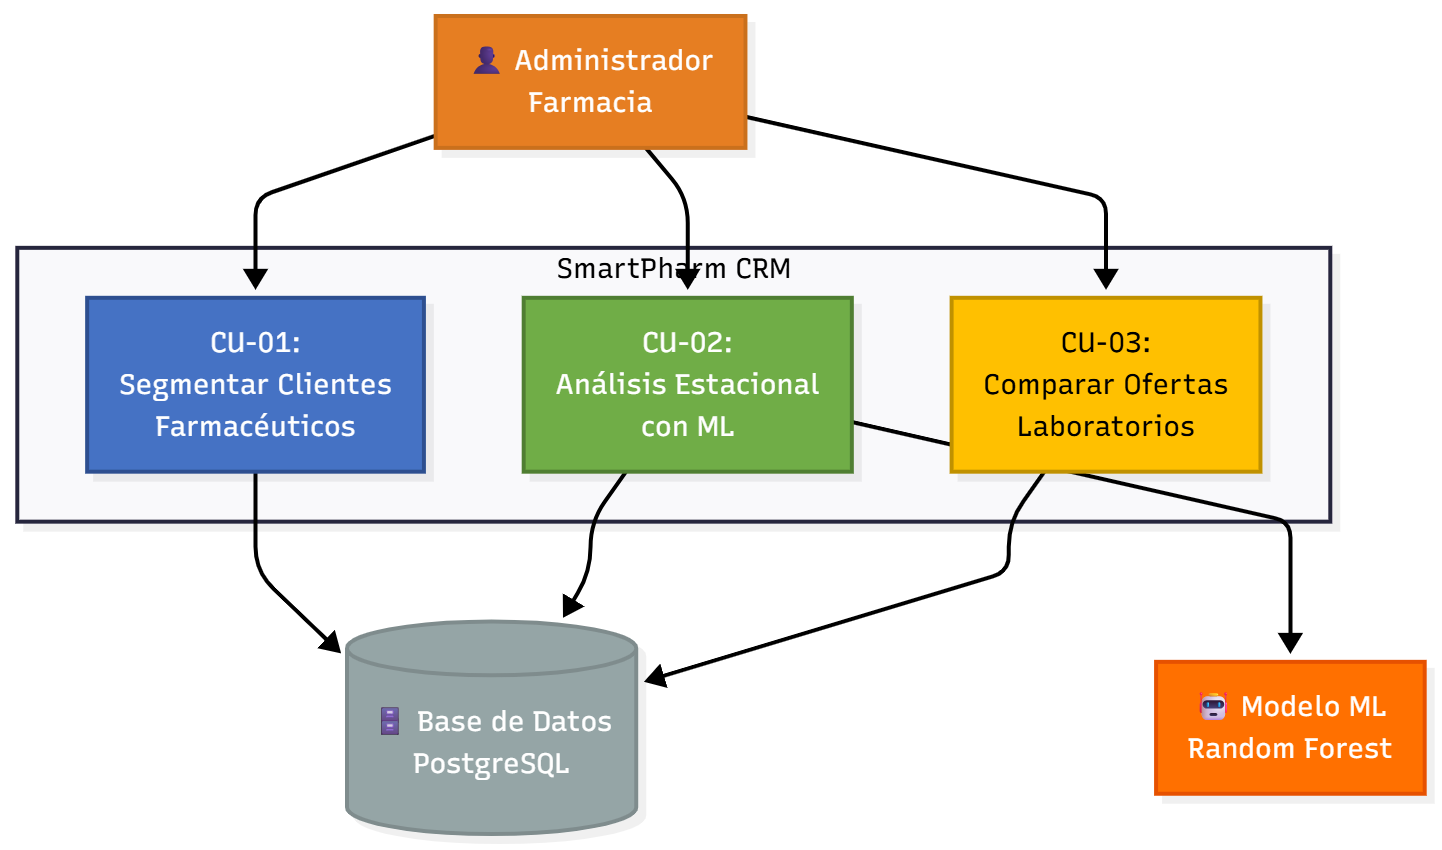 Administrador
Farmacia
SmartPharm CRM
CU-01:
Segmentar Clientes
Farmacéuticos
CU-02:
Análisis Estacional
con ML
CU-03:
Comparar Ofertas
Laboratorios
Base de Datos
PostgreSQL
Modelo ML
Random Forest